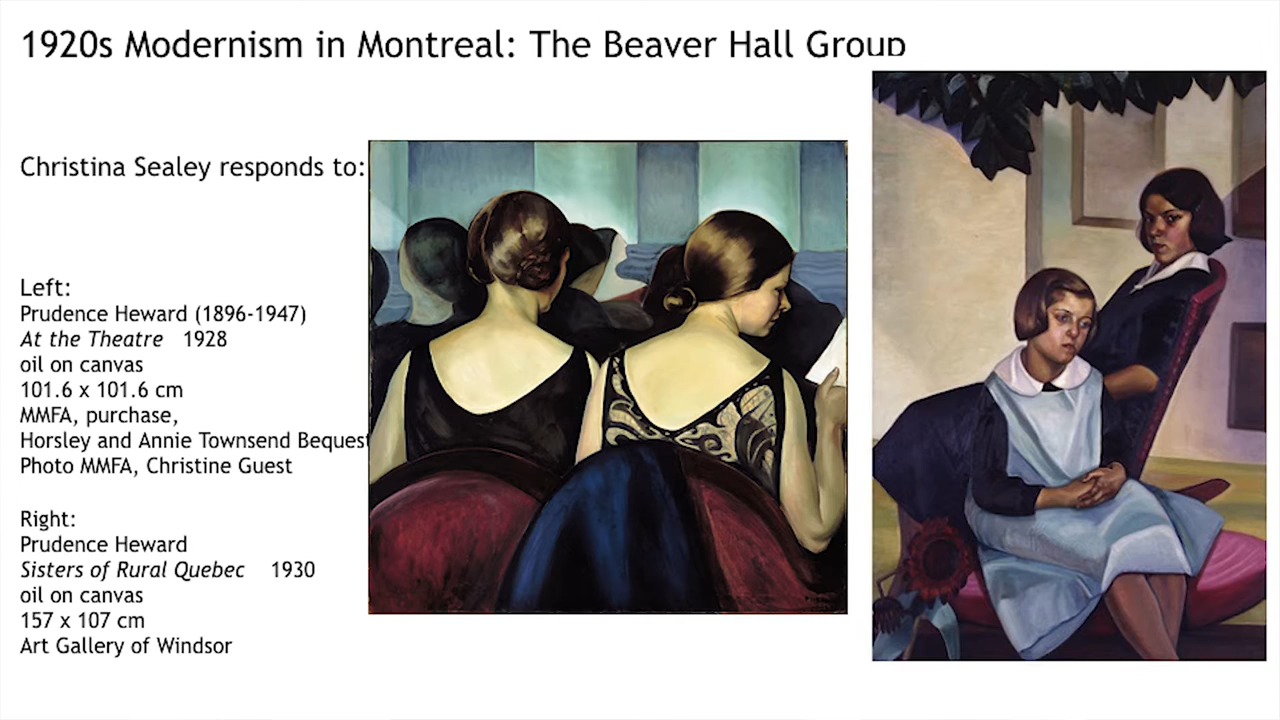 1920s Modernism in Montreal: The Beaver Hall Group
Christina Sealey responds to:
Left:
Prudence Heward (1896-1947)
At the Theatre 1928
oil on canvas
101.6 x 101.6 cm
MMFA, purchase,
Horsley and Annie Townsend Bequest
Photo MMFA, Christine Guest
Right:
Prudence Heward
Sisters of Rural Quebec 1930
oil on canvas
157 x 107 cm
Art Gallery of Windsor